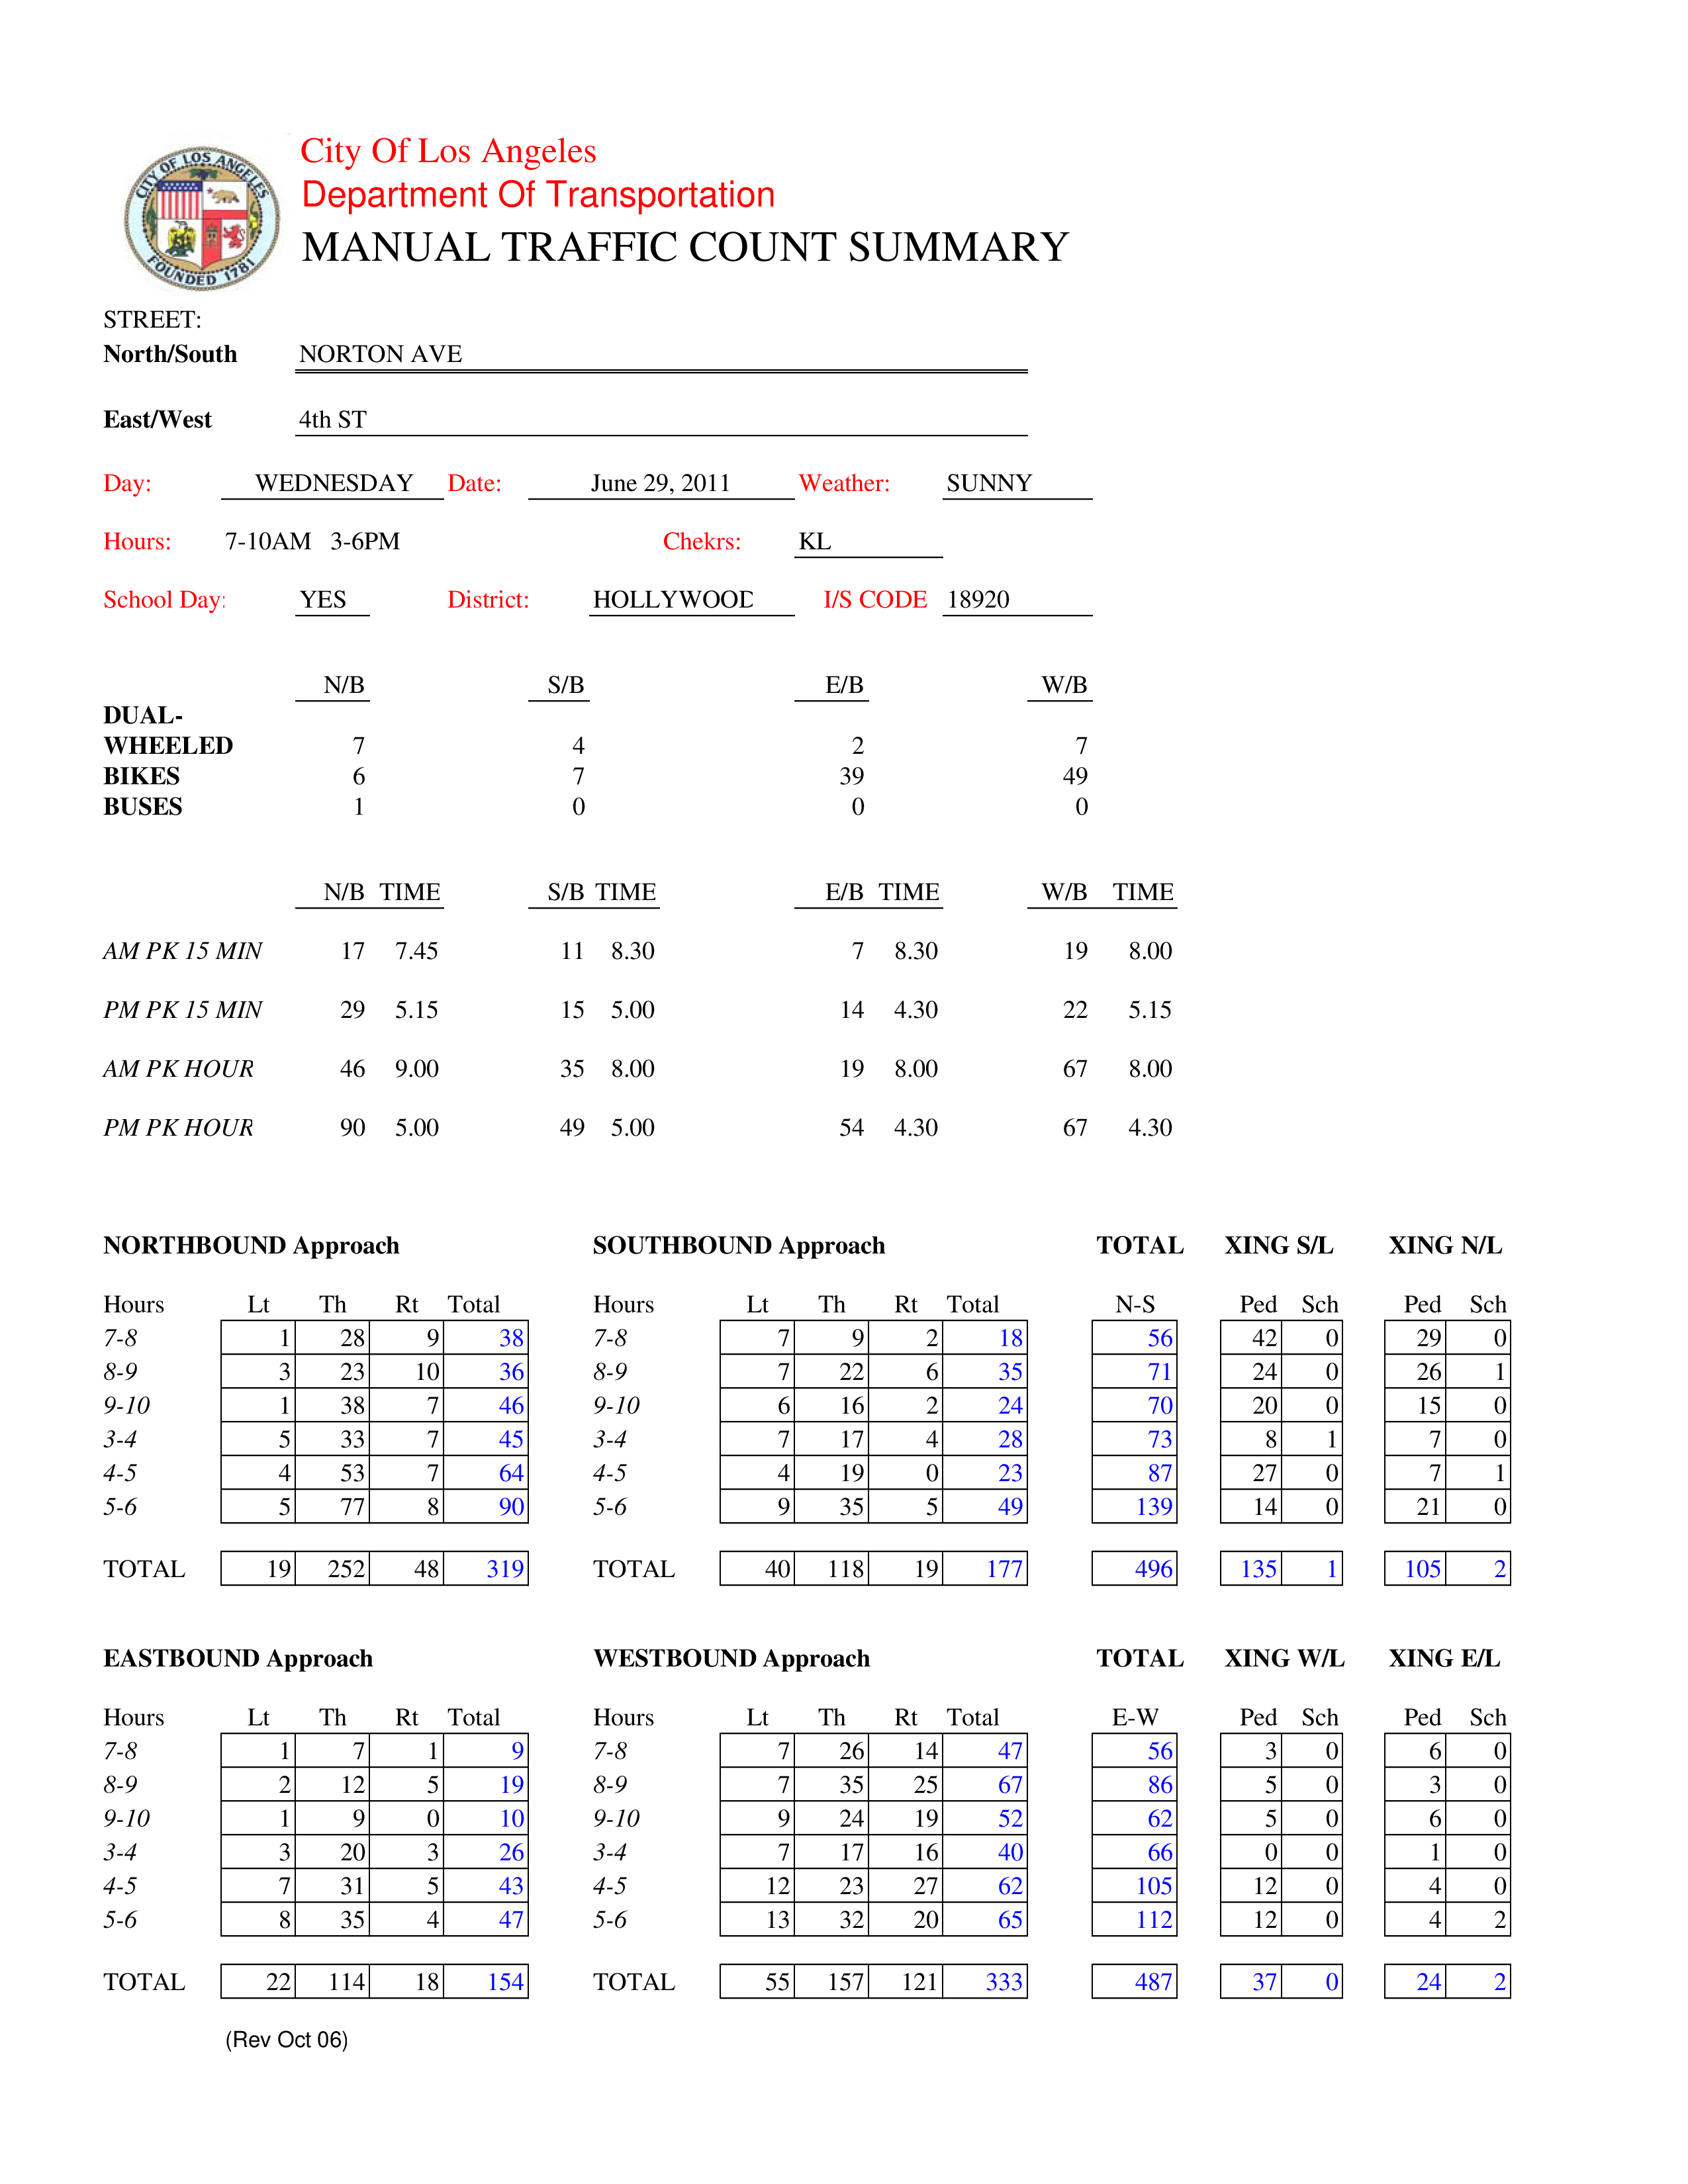 CITY OF LOS ANGELES
FOUNDED 1781
City Of Los Angeles
Department Of Transportation
MANUAL TRAFFIC COUNT SUMMARY
STREET:
North/South NORTON AVE
East/West 4th ST
Day: WEDNESDAY Date: June 29, 2011 Weather: SUNNY
Hours: 7-10AM 3-6PM Chekrs: KL
School Day: YES District: HOLLYWOOD I/S CODE 18920
N/B S/B E/B W/B
DUAL-
WHEELED 7 4 2 7
BIKES 6 7 39 49
BUSES 1 0 0 0
N/B TIME S/B TIME E/B TIME W/B TIME
AM PK 15 MIN 17 7.45 11 8.30 7 8.30 19 8.00
PM PK 15 MIN 29 5.15 15 5.00 14 4.30 22 5.15
AM PK HOUR 46 9.00 35 8.00 19 8.00 67 8.00
PM PK HOUR 90 5.00 49 5.00 54 4.30 67 4.30
NORTHBOUND Approach SOUTHBOUND Approach TOTAL XING S/L XING N/L
Hours Lt Th Rt Total Hours Lt Th Rt Total N-S Ped Sch Ped Sch
7-8 1 28 9 38 7-8 7 9 2 18 56 42 0 29 0
8-9 3 23 10 36 8-9 7 22 6 35 71 24 0 26 1
9-10 1 38 7 46 9-10 6 16 2 24 70 20 0 15 0
3-4 5 33 7 45 3-4 7 17 4 28 73 8 1 7 0
4-5 4 53 7 64 4-5 4 19 0 23 87 27 0 7 1
5-6 5 77 8 90 5-6 9 35 5 49 139 14 0 21 0
TOTAL 19 252 48 319 TOTAL 40 118 19 177 496 135 1 105 2
EASTBOUND Approach WESTBOUND Approach TOTAL XING W/L XING E/L
Hours Lt Th Rt Total Hours Lt Th Rt Total E-W Ped Sch Ped Sch
7-8 1 7 1 9 7-8 7 26 14 47 56 3 0 6 0
8-9 2 12 5 19 8-9 7 35 25 67 86 5 0 3 0
9-10 1 9 0 10 9-10 9 24 19 52 62 5 0 6 0
3-4 3 20 3 26 3-4 7 17 16 40 66 0 0 1 0
4-5 7 31 5 43 4-5 12 23 27 62 105 12 0 4 0
5-6 8 35 4 47 5-6 13 32 20 65 112 12 0 4 2
TOTAL 22 114 18 154 TOTAL 55 157 121 333 487 37 0 24 2
(Rev Oct 06)